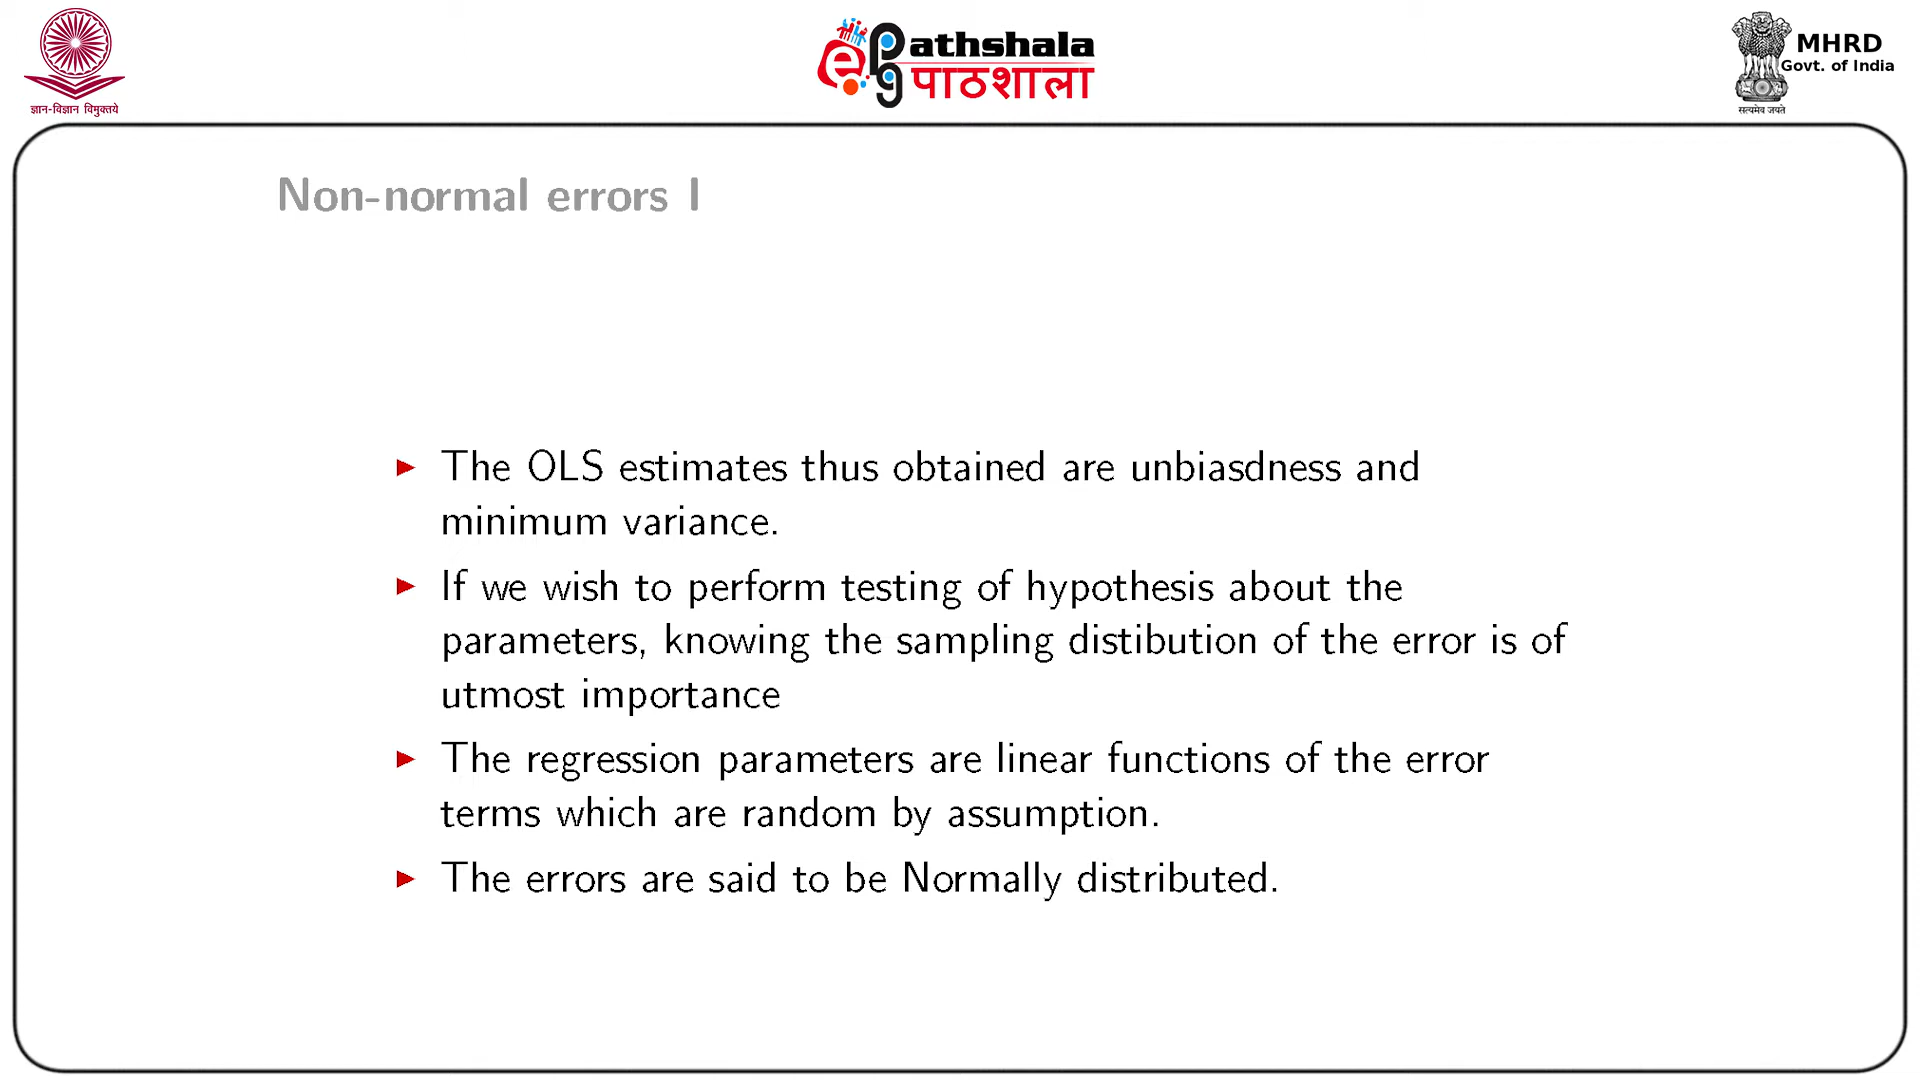 ज्ञान-विज्ञान विमुक्तये
ePG athshala
पाठशाला
MHRD
Govt. of India
सत्यमेव जयते
Non-normal errors I
The OLS estimates thus obtained are unbiasdness and
minimum variance.
If we wish to perform testing of hypothesis about the
parameters, knowing the sampling distibution of the error is of
utmost importance
The regression parameters are linear functions of the error
terms which are random by assumption.
The errors are said to be Normally distributed.